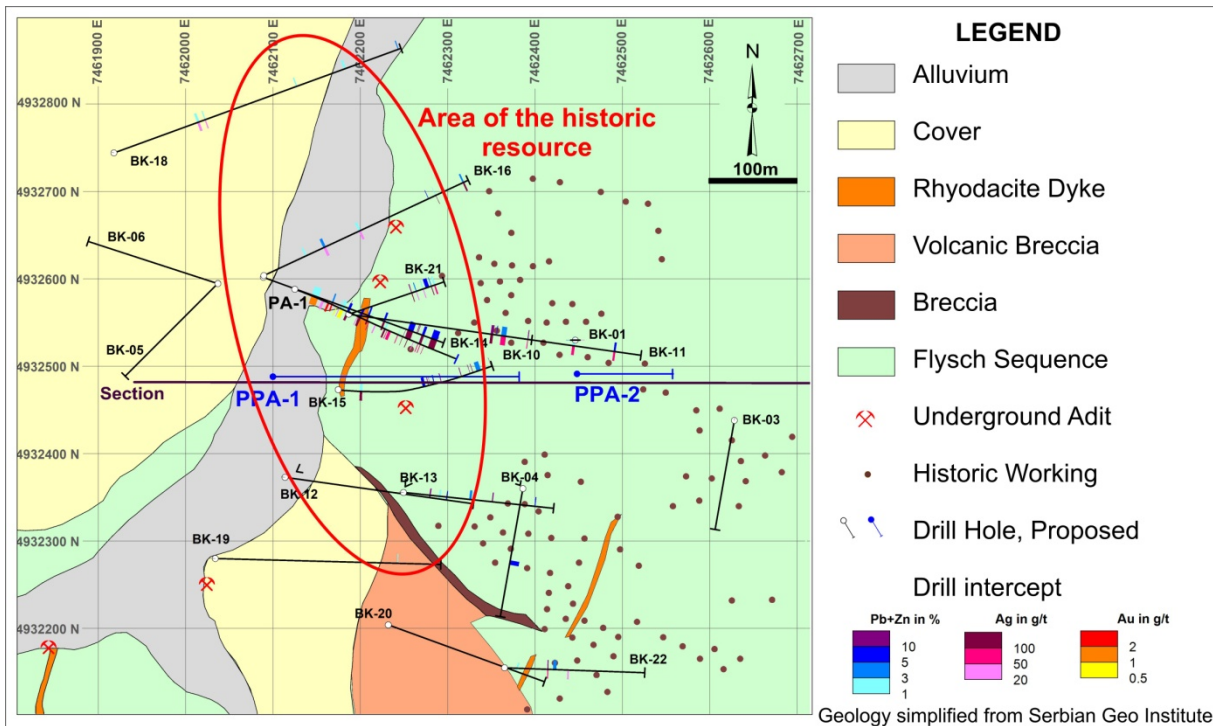 7461900 E
7462000 E
7462100 E
7462200 E
7462300 E
7462400 E
7462500 E
7462600 E
7462700 E
4932800 N
4932700 N
4932600 N
4932500 N
4932400 N
4932300 N
4932200 N
N
100m
Area of the historic
resource
BK-18
BK-16
BK-06
BK-21
PA-1
BK-01
BK-14
BK-10
BK-11
BK-05
Section
PPA-1
BK-15
PPA-2
BK-03
BK-13
BK-04
BK-12
BK-19
BK-20
BK-22
LEGEND
Alluvium
Cover
Rhyodacite Dyke
Volcanic Breccia
Breccia
Flysch Sequence
Underground Adit
Historic Working
Drill Hole, Proposed
Drill intercept
Pb+Zn in %
10
5
3
1
Ag in g/t
100
50
20
Au in g/t
2
1
0.5
Geology simplified from Serbian Geo Institute